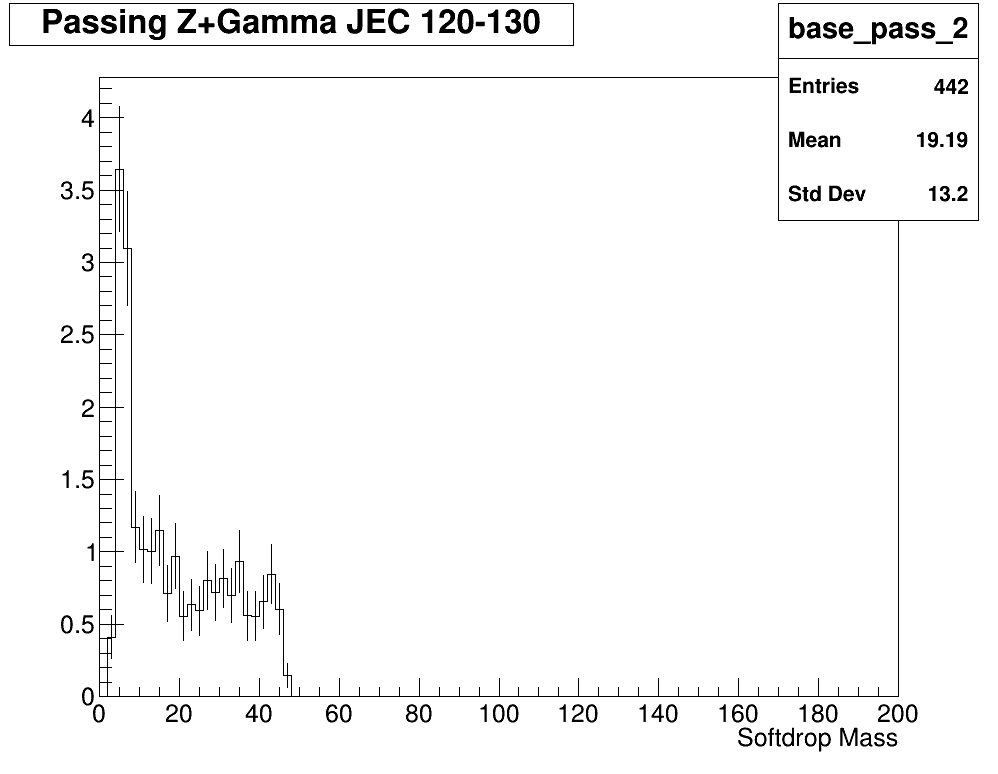 Passing Z+Gamma JEC 120-130
base_pass_2
Entries 442
Mean 19.19
Std Dev 13.2
4
3.5
3
2.5
2
1.5
1
0.5
0
0 20 40 60 80 100 120 140 160 180 200
Softdrop Mass